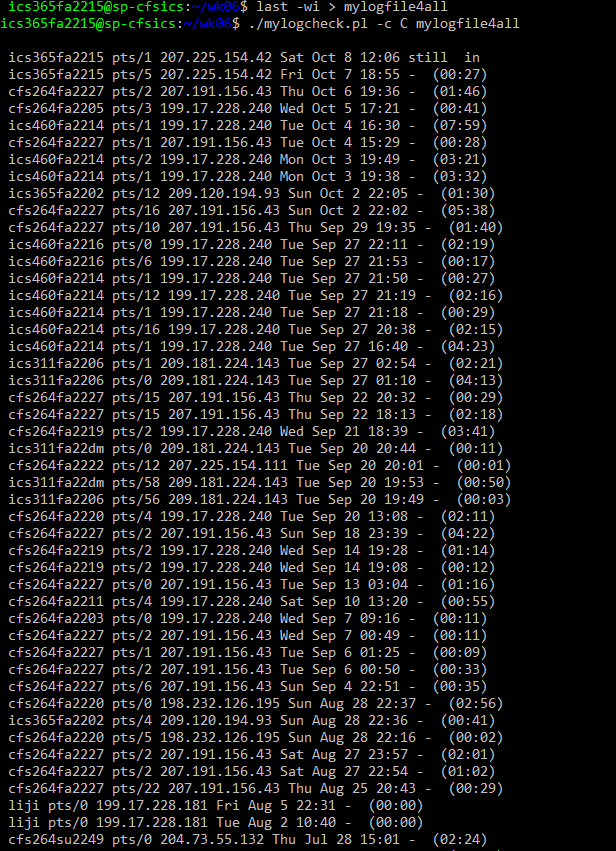 ics365fa2215@sp-cfsics:~/wk06$ last -wi > mylogfile4all
ics365fa2215@sp-cfsics:~/wk06$ ./mylogcheck.pl -c C mylogfile4all
ics365fa2215 pts/1 207.225.154.42 Sat Oct 8 12:06 still  in
ics365fa2215 pts/5 207.225.154.42 Fri Oct 7 18:55 -  (00:27)
cfs264fa2227 pts/2 207.191.156.43 Thu Oct 6 19:36 -  (01:46)
cfs264fa2205 pts/3 199.17.228.240 Wed Oct 5 17:21 -  (00:41)
ics460fa2214 pts/1 199.17.228.240 Tue Oct 4 16:30 -  (07:59)
cfs264fa2227 pts/1 207.191.156.43 Tue Oct 4 15:29 -  (00:28)
ics460fa2214 pts/2 199.17.228.240 Mon Oct 3 19:49 -  (03:21)
ics460fa2214 pts/1 199.17.228.240 Mon Oct 3 19:38 -  (03:32)
ics365fa2202 pts/12 209.120.194.93 Sun Oct 2 22:05 -  (01:30)
cfs264fa2227 pts/16 207.191.156.43 Sun Oct 2 22:02 -  (05:38)
cfs264fa2227 pts/10 207.191.156.43 Thu Sep 29 19:35 -  (01:40)
ics460fa2216 pts/0 199.17.228.240 Tue Sep 27 22:11 -  (02:19)
ics460fa2216 pts/6 199.17.228.240 Tue Sep 27 21:53 -  (00:17)
ics460fa2214 pts/1 199.17.228.240 Tue Sep 27 21:50 -  (00:27)
ics460fa2214 pts/12 199.17.228.240 Tue Sep 27 21:19 -  (02:16)
ics460fa2214 pts/1 199.17.228.240 Tue Sep 27 21:18 -  (00:29)
ics460fa2214 pts/16 199.17.228.240 Tue Sep 27 20:38 -  (02:15)
ics460fa2214 pts/1 199.17.228.240 Tue Sep 27 16:40 -  (04:23)
ics311fa2206 pts/1 209.181.224.143 Tue Sep 27 02:54 -  (02:21)
ics311fa2206 pts/0 209.181.224.143 Tue Sep 27 01:10 -  (04:13)
cfs264fa2227 pts/15 207.191.156.43 Thu Sep 22 20:32 -  (00:29)
cfs264fa2227 pts/15 207.191.156.43 Thu Sep 22 18:13 -  (02:18)
cfs264fa2219 pts/2 199.17.228.240 Wed Sep 21 18:39 -  (03:41)
ics311fa22dm pts/0 209.181.224.143 Tue Sep 20 20:44 -  (00:11)
cfs264fa2222 pts/12 207.225.154.111 Tue Sep 20 20:01 -  (00:01)
ics311fa22dm pts/58 209.181.224.143 Tue Sep 20 19:53 -  (00:50)
ics311fa2206 pts/56 209.181.224.143 Tue Sep 20 19:49 -  (00:03)
cfs264fa2220 pts/4 199.17.228.240 Tue Sep 20 13:08 -  (02:11)
cfs264fa2227 pts/2 207.191.156.43 Sun Sep 18 23:39 -  (04:22)
cfs264fa2219 pts/2 199.17.228.240 Wed Sep 14 19:28 -  (01:14)
cfs264fa2219 pts/2 199.17.228.240 Wed Sep 14 19:08 -  (00:12)
cfs264fa2227 pts/0 207.191.156.43 Tue Sep 13 03:04 -  (01:16)
cfs264fa2211 pts/4 199.17.228.240 Sat Sep 10 13:20 -  (00:55)
cfs264fa2203 pts/0 199.17.228.240 Wed Sep 7 09:16 -  (00:11)
cfs264fa2227 pts/2 207.191.156.43 Wed Sep 7 00:49 -  (00:11)
cfs264fa2227 pts/1 207.191.156.43 Tue Sep 6 01:25 -  (00:09)
cfs264fa2227 pts/2 207.191.156.43 Tue Sep 6 00:50 -  (00:33)
cfs264fa2227 pts/6 207.191.156.43 Sun Sep 4 22:51 -  (00:35)
cfs264fa2220 pts/0 198.232.126.195 Sun Aug 28 22:37 -  (02:56)
ics365fa2202 pts/4 209.120.194.93 Sun Aug 28 22:36 -  (00:41)
cfs264fa2220 pts/5 198.232.126.195 Sun Aug 28 22:16 -  (00:02)
cfs264fa2227 pts/2 207.191.156.43 Sat Aug 27 23:57 -  (02:01)
cfs264fa2227 pts/2 207.191.156.43 Sat Aug 27 22:54 -  (01:02)
cfs264fa2227 pts/22 207.191.156.43 Thu Aug 25 20:43 -  (00:29)
liji pts/0 199.17.228.181 Fri Aug 5 22:31 -  (00:00)
liji pts/0 199.17.228.181 Tue Aug 2 10:40 -  (00:00)
cfs264su2249 pts/0 204.73.55.132 Thu Jul 28 15:01 -  (02:24)